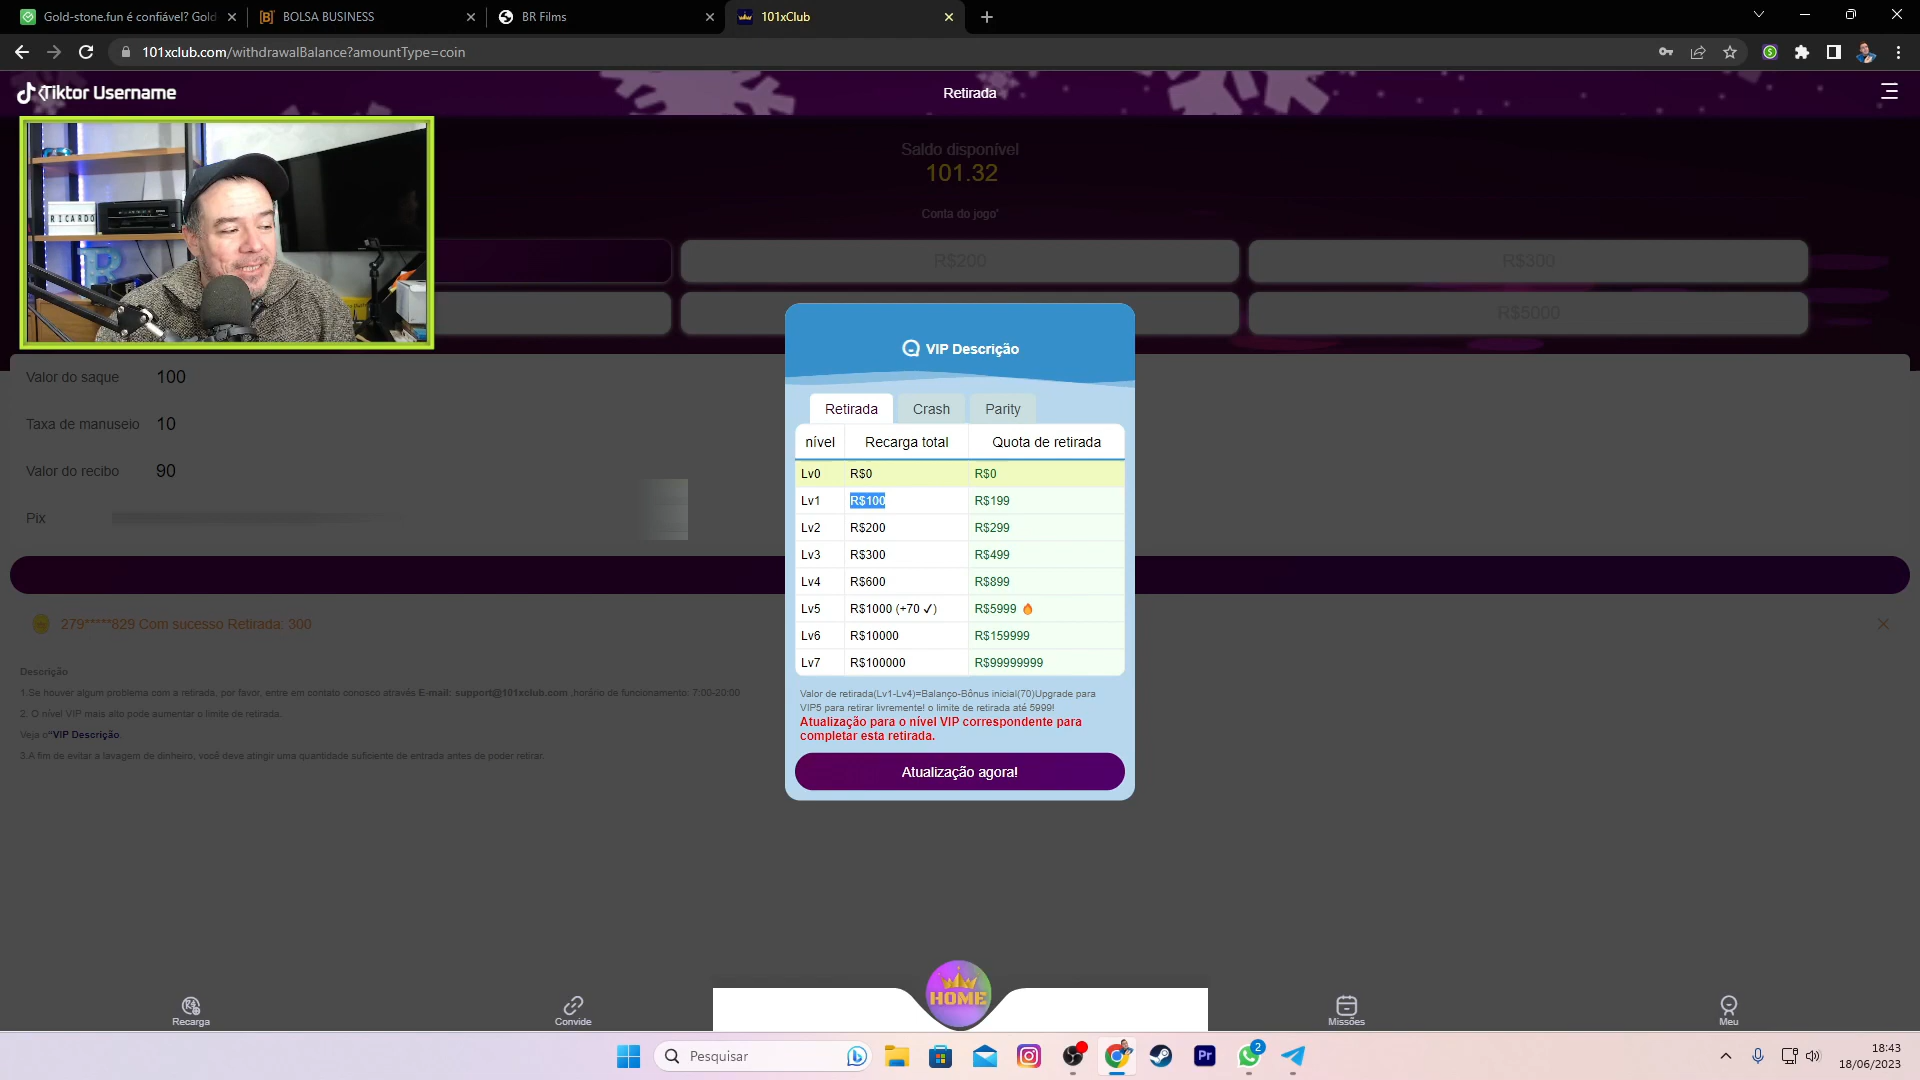 Gold-stone.fun é confiável? Gold
BOLSA BUSINESS
BR Films
101xClub
101xclub.com/withdrawalBalance?amountType=coin
Tiktor Username
Retirada
RICARDO
R
Saldo disponível
101.32
Conta do jogo'
R$200
R$300
R$5000
Valor do saque 100
Taxa de manuseio 10
Valor do recibo 90
Pix
VIP Descrição
Retirada Crash Parity
nível Recarga total Quota de retirada
Lv0 R$0 R$0
Lv1 R$100 R$199
Lv2 R$200 R$299
Lv3 R$300 R$499
Lv4 R$600 R$899
Lv5 R$1000 (+70 ✓) R$5999 🔥
Lv6 R$10000 R$159999
Lv7 R$100000 R$99999999
Valor de retirada(Lv1-Lv4)=Balanço-Bônus inicial(70)Upgrade para
VIP5 para retirar livremente! o limite de retirada até 5999!
Atualização para o nível VIP correspondente para
completar esta retirada.
Atualização agora!
279*****829 Com sucesso Retirada: 300
Descrição
1.Se houver algum problema com a retirada, por favor, entre em contato conosco através E-mail: support@101xclub.com .horário de funcionamento: 7:00-20:00
2. O nível VIP mais alto pode aumentar o limite de retirada.
Veja o"VIP Descrição
3.A fim de evitar a lavagem de dinheiro, você deve atingir uma quantidade suficiente de entrada antes de poder retirar.
Recarga
Convide
HOME
Missões
Meu
Pesquisar
Pr
2
18:43
18/06/2023